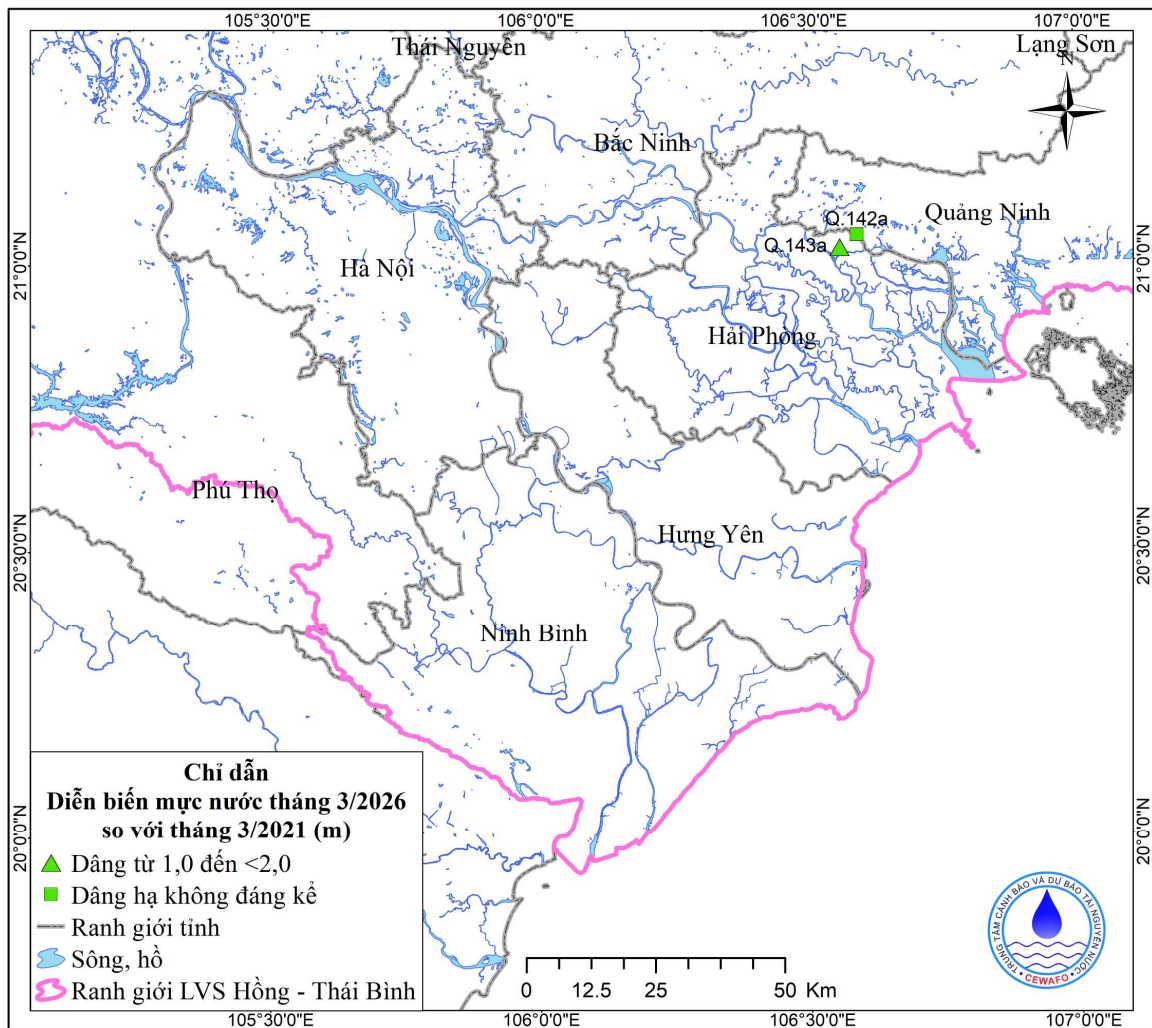 105°30'0"E 106°0'0"E 106°30'0"E 107°0'0"E
Thái Nguyên
Lạng Sơn
N
Bắc Ninh
Quảng Ninh
Q.142a
Q.143a
21°0'0"N
21°0'0"N
Hà Nội
Hải Phòng
Phú Thọ
Hưng Yên
20°30'0"N
20°30'0"N
Ninh Bình
20°0'0"N
20°0'0"N
Chỉ dẫn
Diễn biến mực nước tháng 3/2026
so với tháng 3/2021 (m)
Dâng từ 1,0 đến <2,0
Dâng hạ không đáng kể
Ranh giới tỉnh
Sông, hồ
Ranh giới LVS Hồng - Thái Bình
0 12.5 25 50 Km
TRUNG TÂM CẢNH BÁO VÀ DỰ BÁO TÀI NGUYÊN NƯỚC
CEWAFO
105°30'0"E 106°0'0"E 106°30'0"E 107°0'0"E